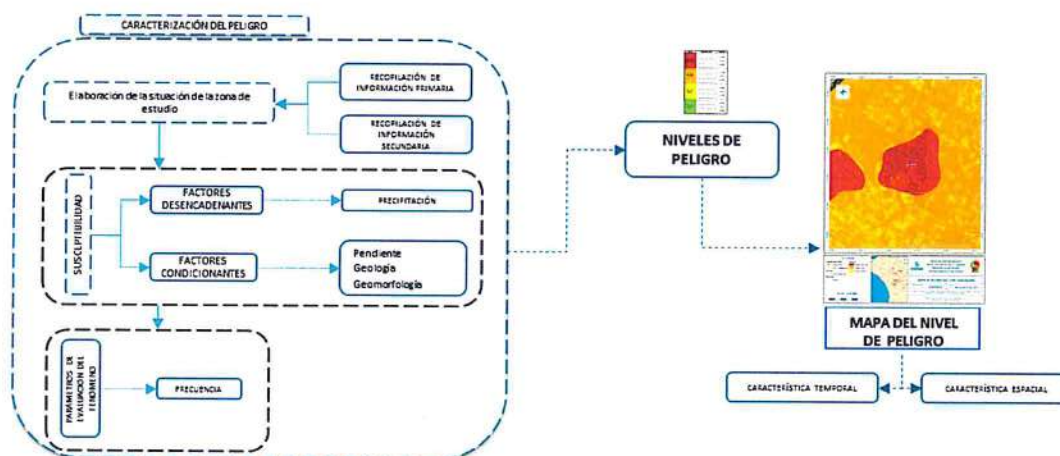 CARACTERIZACIÓN DEL PELIGRO
Elaboración de la situación de la zona de
estudio
RECOPILACIÓN DE
INFORMACIÓN PRIMARIA
RECOPILACIÓN DE
INFORMACIÓN
SECUNDARIA
SUSCEPTIBILIDAD
FACTORES
DESENCADENANTES
PRECIPITACIÓN
FACTORES
CONDICIONANTES
Pendiente
Geología
Geomorfología
PARÁMETROS DE
EVALUACIÓN DEL
FENÓMENO
FRECUENCIA
NIVELES DE
PELIGRO
MAPA DEL NIVEL
DE PELIGRO
CARACTERÍSTICA TEMPORAL
CARACTERÍSTICA ESPACIAL